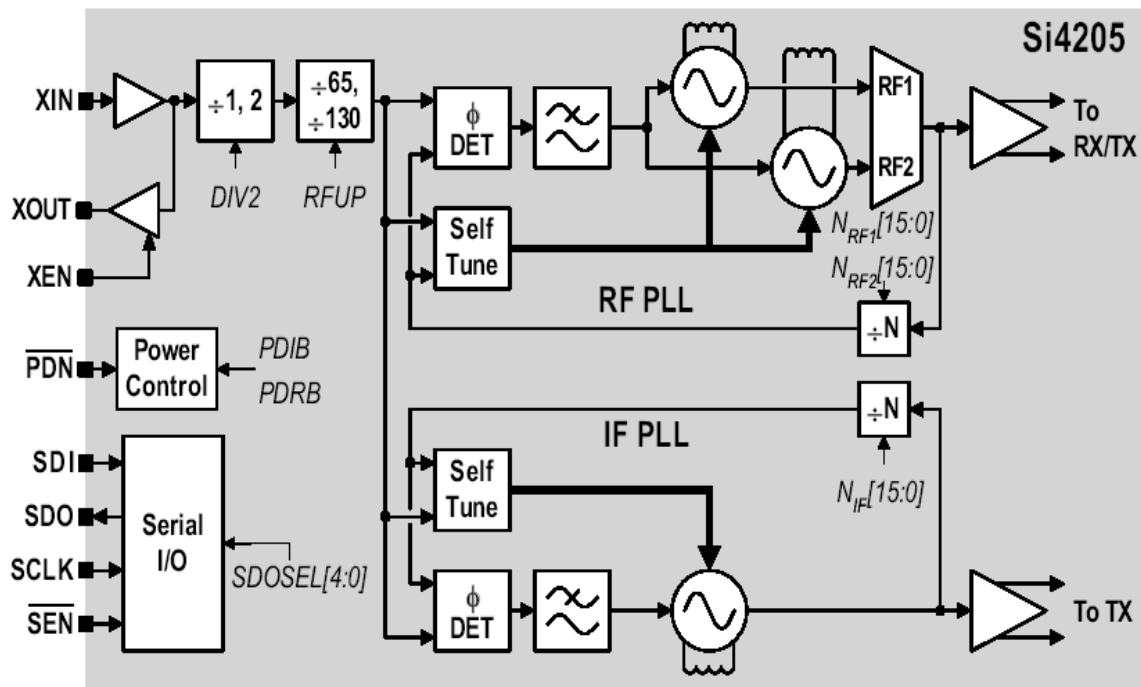 Si4205
XIN
÷1, 2
÷65,
÷130
ϕ
DET
RF1
RF2
To
RX/TX
DIV2
RFUP
XOUT
XEN
Self
Tune
N_RF1[15:0]
N_RF2[15:0]
RF PLL
÷N
PDN
Power
Control
PDIB
PDRB
÷N
IF PLL
SDI
SDO
SCLK
SEN
Serial
I/O
SDOSEL[4:0]
Self
Tune
N_IF[15:0]
ϕ
DET
To TX